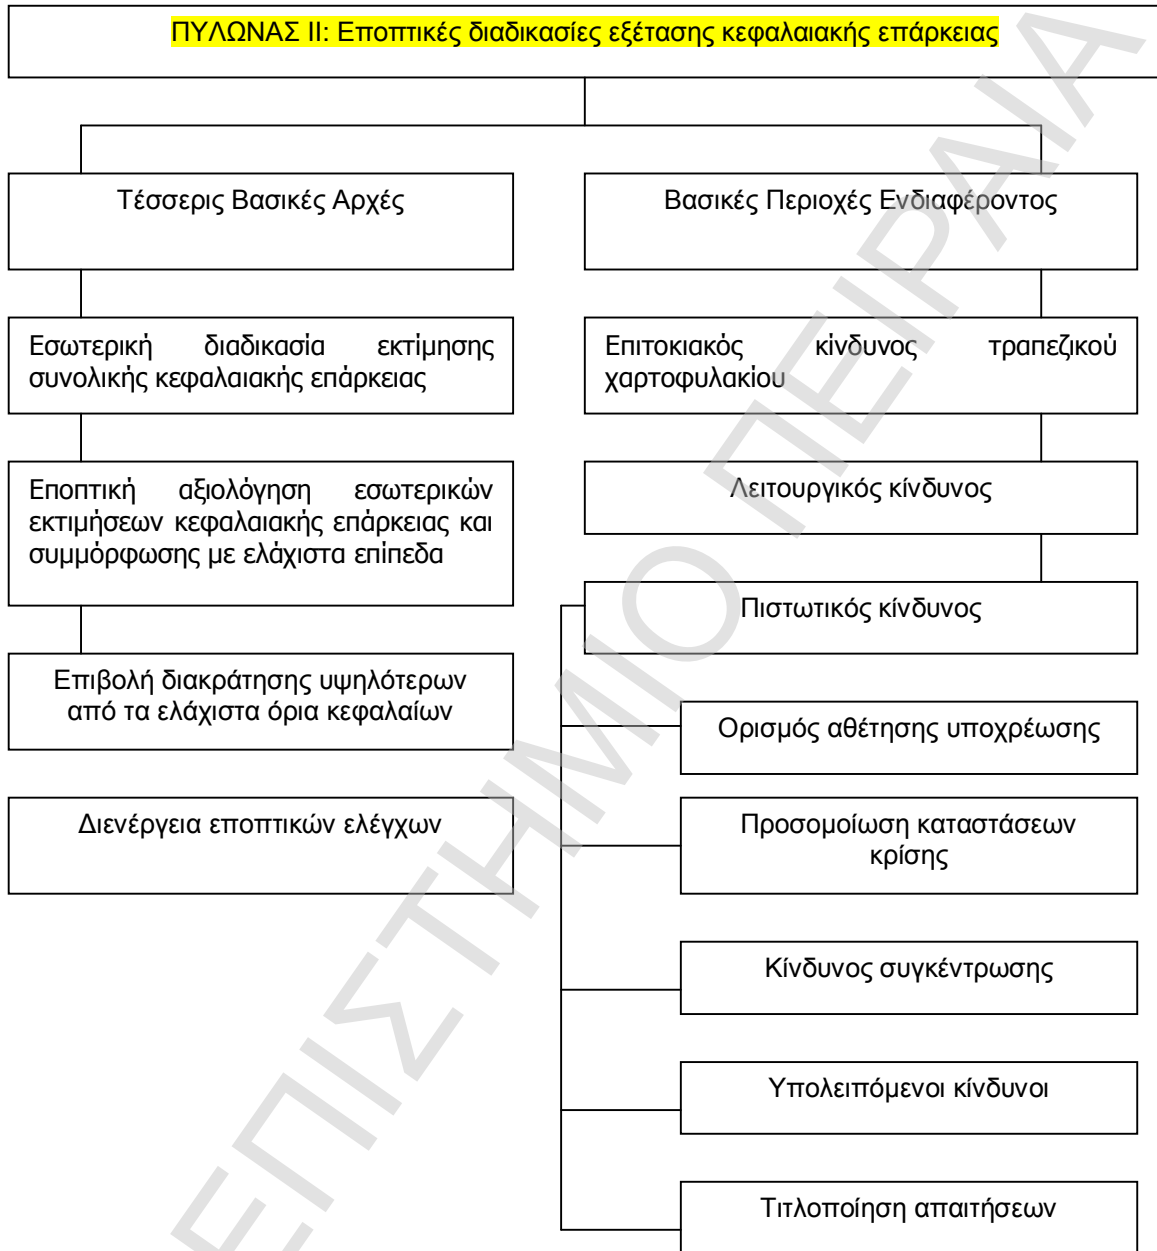 ΠΥΛΩΝΑΣ ΙΙ: Εποπτικές διαδικασίες εξέτασης κεφαλαιακής επάρκειας
Τέσσερις Βασικές Αρχές
Εσωτερική διαδικασία εκτίμησης
συνολικής κεφαλαιακής επάρκειας
Εποπτική αξιολόγηση εσωτερικών
εκτιμήσεων κεφαλαιακής επάρκειας και
συμμόρφωσης με ελάχιστα επίπεδα
Επιβολή διακράτησης υψηλότερων
από τα ελάχιστα όρια κεφαλαίων
Διενέργεια εποπτικών ελέγχων
Βασικές Περιοχές Ενδιαφέροντος
Επιτοκιακός κίνδυνος τραπεζικού
χαρτοφυλακίου
Λειτουργικός κίνδυνος
Πιστωτικός κίνδυνος
Ορισμός αθέτησης υποχρέωσης
Προσομοίωση καταστάσεων
κρίσης
Κίνδυνος συγκέντρωσης
Υπολειπόμενοι κίνδυνοι
Τιτλοποίηση απαιτήσεων
ΕΠΙΣΤΗΜΙΟ ΠΕΙΡΑΙΑ